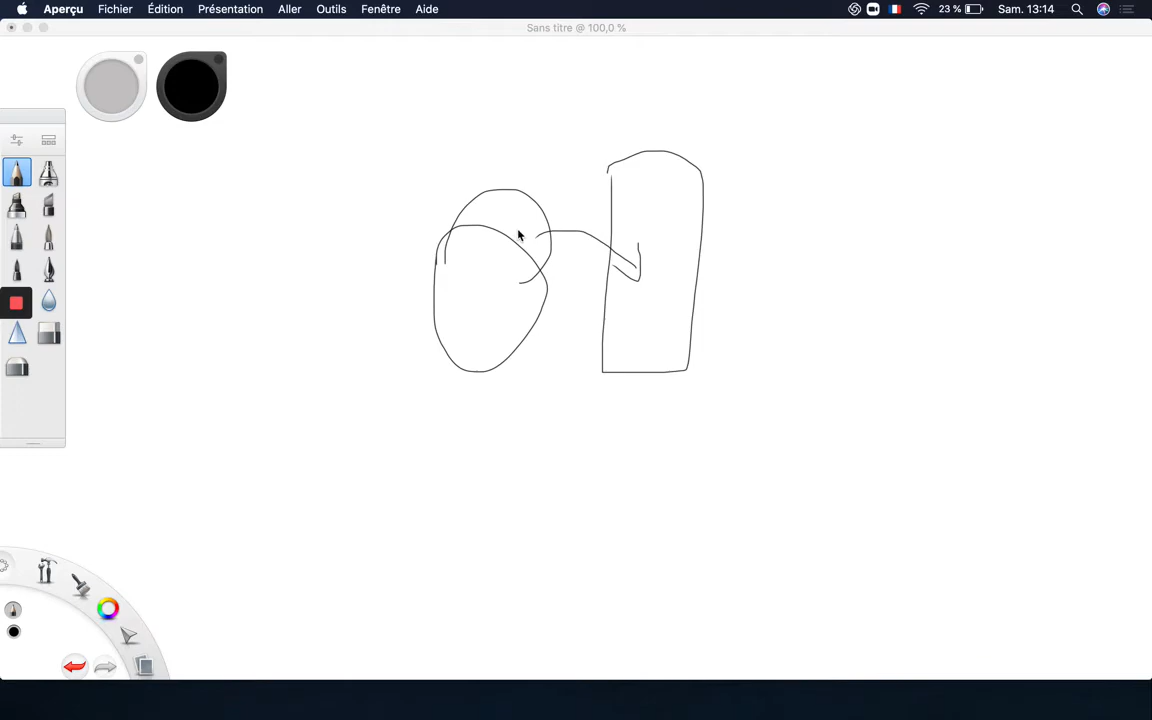 Aperçu Fichier Édition Présentation Aller Outils Fenêtre Aide 23 % Sam. 13:14
Sans titre @ 100,0 %